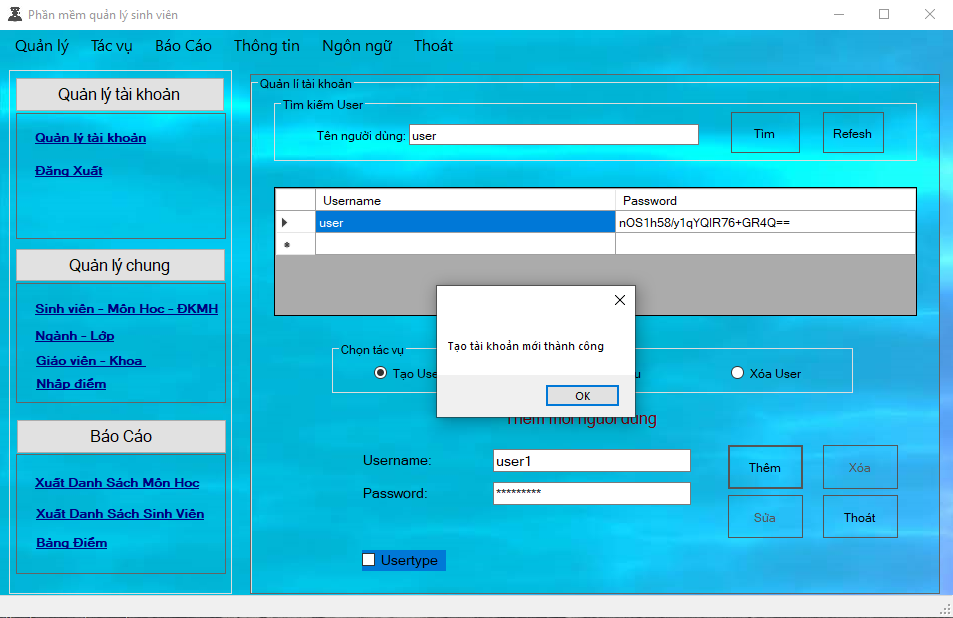 Phần mềm quản lý sinh viên
Quản lý Tác vụ Báo Cáo Thông tin Ngôn ngữ Thoát
Quản lý tài khoản
Quản lý tài khoản
Đăng Xuất
Quản lý chung
Sinh viên - Môn Học - ĐKMH
Ngành - Lớp
Giáo viên - Khoa
Nhập điểm
Báo Cáo
Xuất Danh Sách Môn Học
Xuất Danh Sách Sinh Viên
Bảng Điểm
Quản lí tài khoản
Tìm kiếm User
Tên người dùng: user Tìm Refesh
Username Password
user nOS1h58/y1qYQlR76+GR4Q==
Tạo tài khoản mới thành công
OK
Chọn tác vụ
Tạo Use u Xóa User
Thêm mới người dùng
Username: user1
Password: *********
Usertype
Thêm Xóa
Sửa Thoát